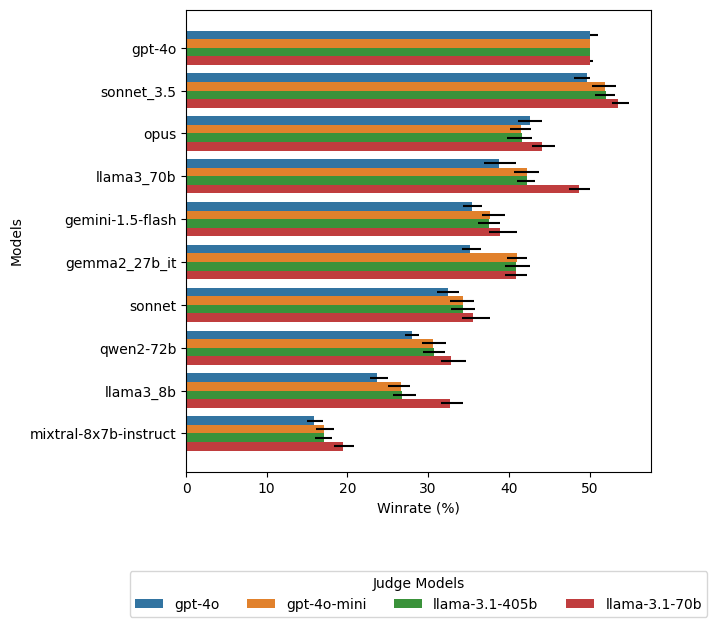 Models
gpt-4o
sonnet_3.5
opus
llama3_70b
gemini-1.5-flash
gemma2_27b_it
sonnet
qwen2-72b
llama3_8b
mixtral-8x7b-instruct
0 10 20 30 40 50
Winrate (%)
Judge Models
gpt-4o gpt-4o-mini llama-3.1-405b llama-3.1-70b